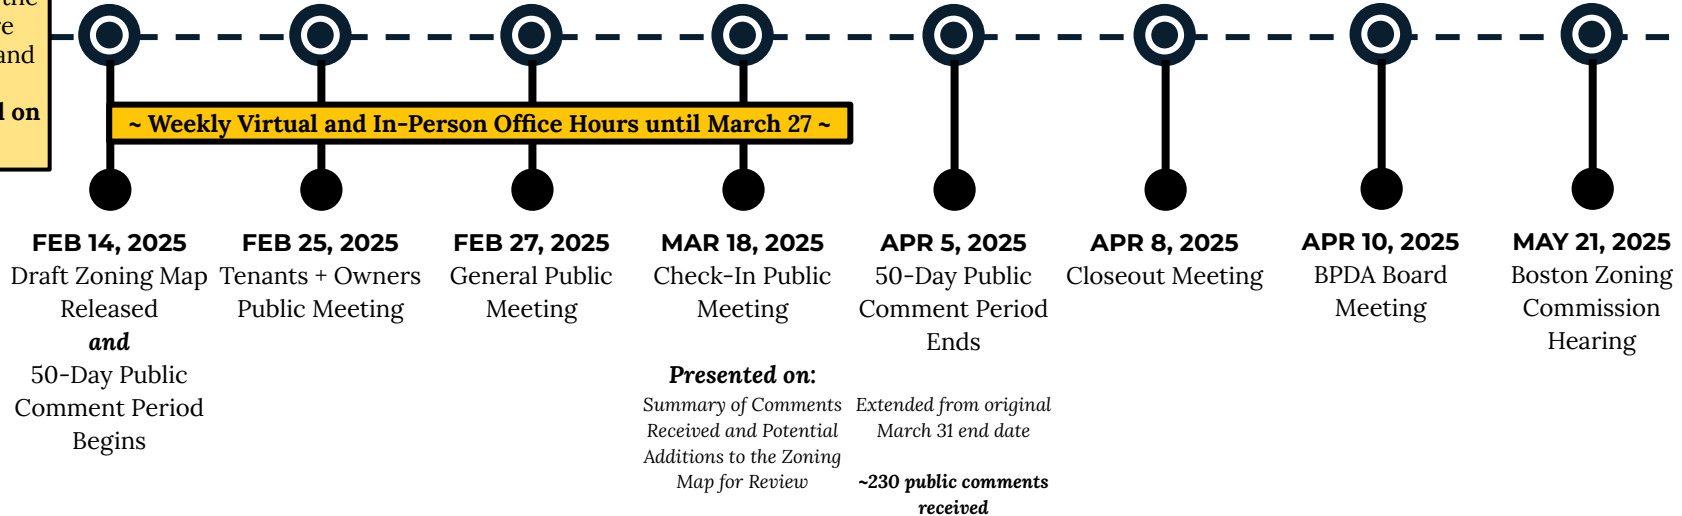 the
re
and
l on
~ Weekly Virtual and In-Person Office Hours until March 27 ~
FEB 14, 2025
Draft Zoning Map
Released
and
50-Day Public
Comment Period
Begins
FEB 25, 2025
Tenants + Owners
Public Meeting
FEB 27, 2025
General Public
Meeting
MAR 18, 2025
Check-In Public
Meeting
Presented on:
Summary of Comments
Received and Potential
Additions to the Zoning
Map for Review
APR 5, 2025
50-Day Public
Comment Period
Ends
Extended from original
March 31 end date
~230 public comments
received
APR 8, 2025
Closeout Meeting
APR 10, 2025
BPDA Board
Meeting
MAY 21, 2025
Boston Zoning
Commission
Hearing